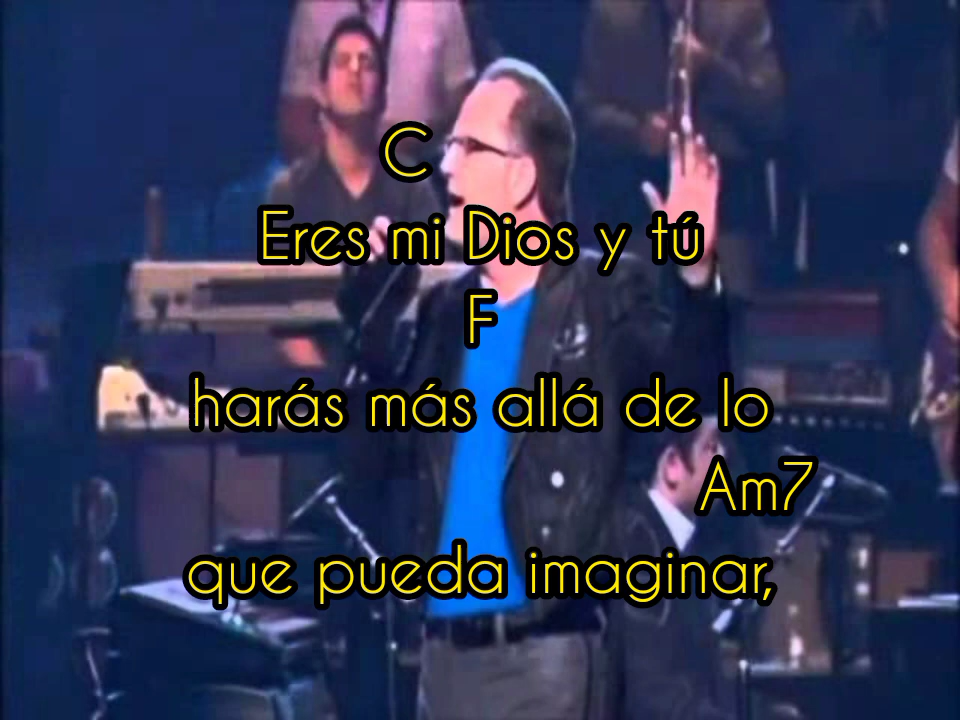 C
Eres mi Dios y tú
F
harás más allá de lo
Am7
que pueda imaginar,